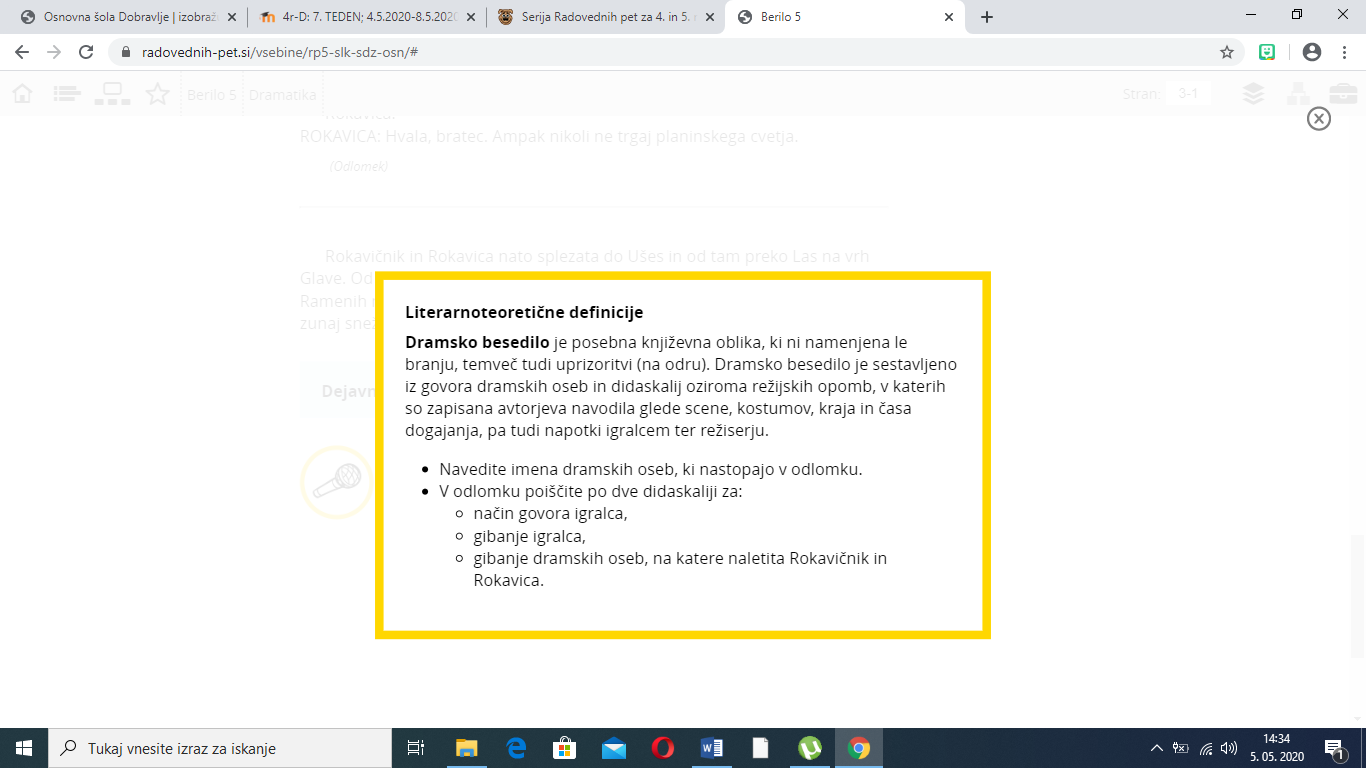 Osnovna šola Dobravlje | izobraž
4r-D: 7. TEDEN; 4.5.2020-8.5.2020
Serija Radovednih pet za 4. in 5.
Berilo 5
radovednih-pet.si/vsebine/rp5-slk-sdz-osn/#
Berilo 5
Dramatika
Stran:
3-1
Rokavica.
ROKAVICA: Hvala, bratec. Ampak nikoli ne trgaj planinskega cvetja.
(Odlomek)
Rokavičnik in Rokavica nato splezata do Ušes in od tam preko Las na vrh
Glave. Od
Ramenih
zunaj snež
Dejavn
Literarnoteoretične definicije
Dramsko besedilo je posebna književna oblika, ki ni namenjena le
branju, temveč tudi uprizoritvi (na odru). Dramsko besedilo je sestavljeno
iz govora dramskih oseb in didaskalij oziroma režijskih opomb, v katerih
so zapisana avtorjeva navodila glede scene, kostumov, kraja in časa
dogajanja, pa tudi napotki igralcem ter režiserju.
• Navedite imena dramskih oseb, ki nastopajo v odlomku.
• V odlomku poiščite po dve didaskaliji za:
◦ način govora igralca,
◦ gibanje igralca,
◦ gibanje dramskih oseb, na katere naletita Rokavičnik in
Rokavica.
Tukaj vnesite izraz za iskanje
14:34
5. 05. 2020
1